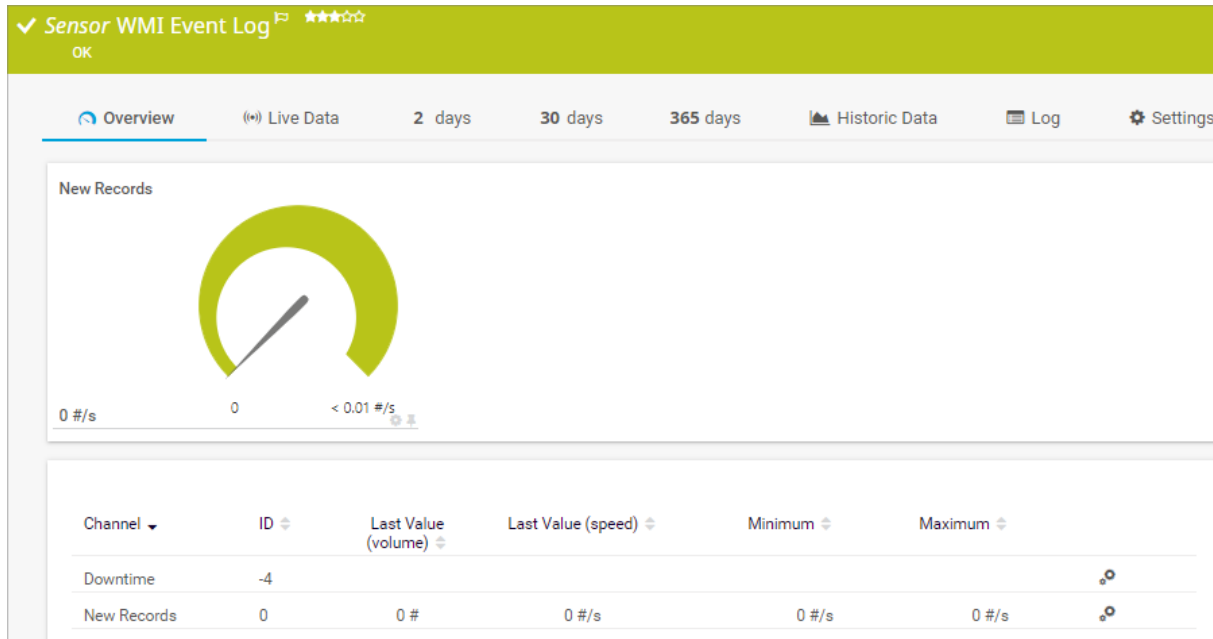 Sensor WMI Event Log
OK
Overview Live Data 2 days 30 days 365 days Historic Data Log Settings
New Records
0 #/s
0 < 0.01 #/s
Channel ID Last Value (volume) Last Value (speed) Minimum Maximum
Downtime -4
New Records 0 0 # 0 #/s 0 #/s 0 #/s